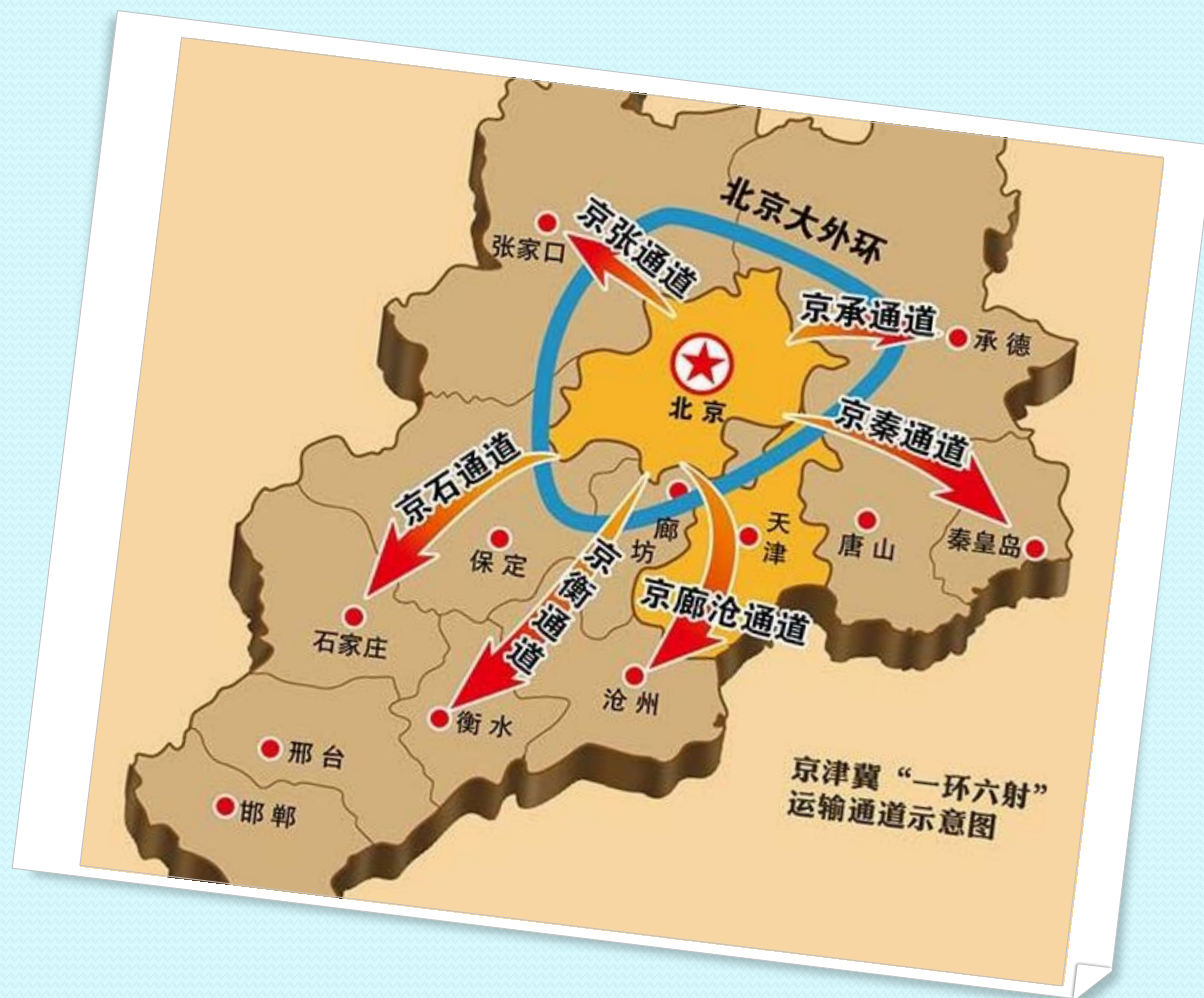 北京大外环
京张通道
张家口
京承通道
承德
北京
京秦通道
京石通道
廊坊
天津
唐山
秦皇岛
保定
京衡通道
京廊沧通道
石家庄
沧州
衡水
邢台
邯郸
京津冀“一环六射”
运输通道示意图